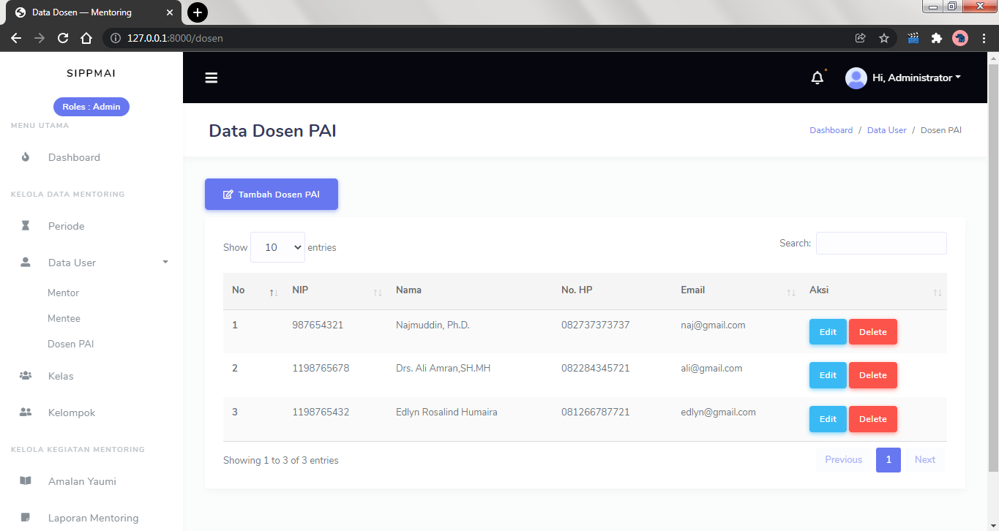 Data Dosen — Mentoring
127.0.0.1:8000/dosen
SIPPMAI
Roles : Admin
MENU UTAMA
Dashboard
KELOLA DATA MENTORING
Periode
Data User
Mentor
Mentee
Dosen PAI
Kelas
Kelompok
KELOLA KEGIATAN MENTORING
Amalan Yaumi
Laporan Mentoring
Hi, Administrator
Data Dosen PAI
Dashboard / Data User / Dosen PAI
Tambah Dosen PAI
Show 10 entries
Search:
No NIP Nama No. HP Email Aksi
1 987654321 Najmuddin, Ph.D. 082737373737 naj@gmail.com Edit Delete
2 1198765678 Drs. Ali Amran,SH.MH 082284345721 ali@gmail.com Edit Delete
3 1198765432 Edlyn Rosalind Humaira 081266787721 edlyn@gmail.com Edit Delete
Showing 1 to 3 of 3 entries
Previous 1 Next